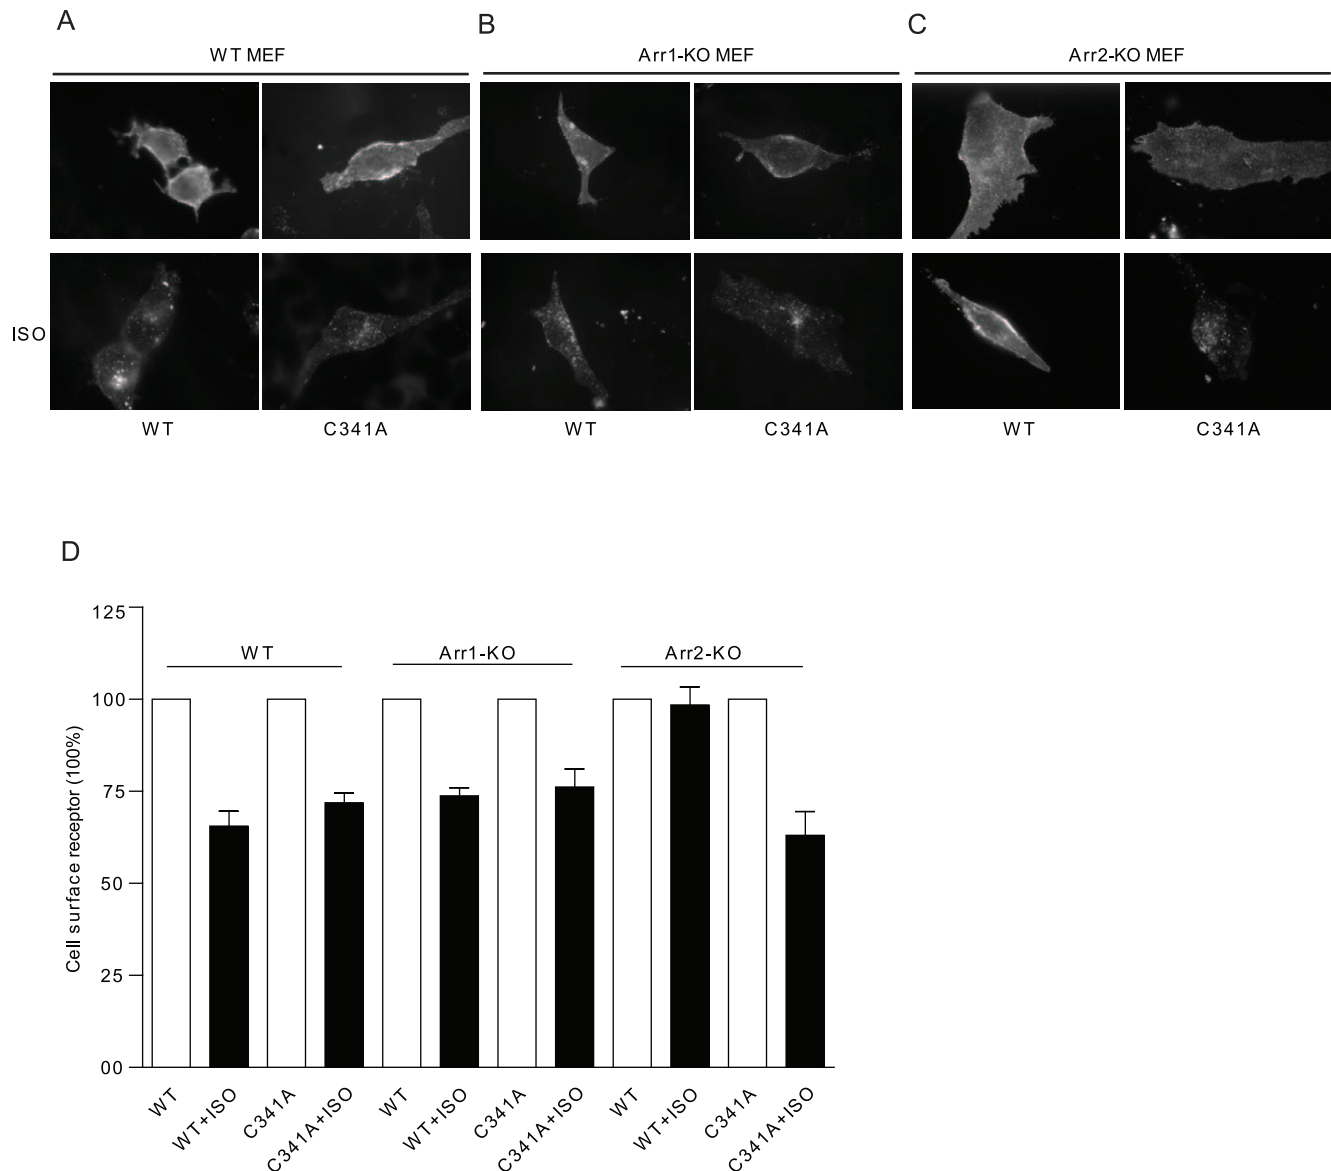 A
B
C
WT MEF
Arr1-KO MEF
Arr2-KO MEF
ISO
WT
C341A
WT
C341A
WT
C341A
D
Cell surface receptor (100%)
125
100
75
50
25
00
WT
Arr1-KO
Arr2-KO
WT
WT+ISO
C341A
C341A+ISO
WT
WT+ISO
C341A
C341A+ISO
WT
WT+ISO
C341A
C341A+ISO